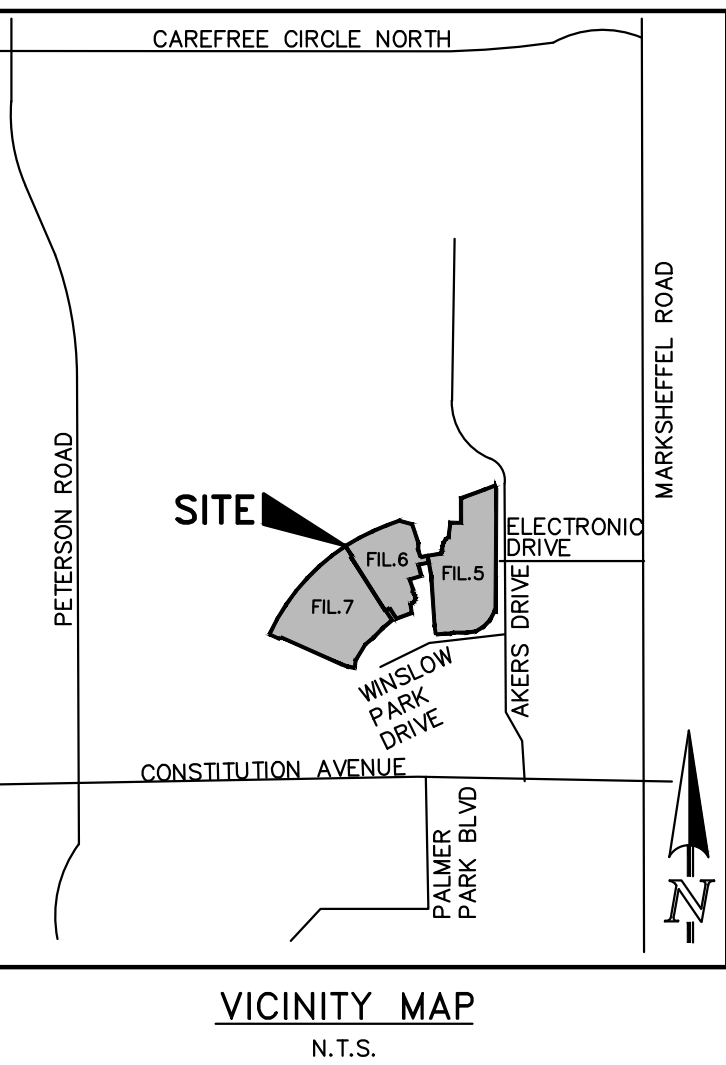 CAREFREE CIRCLE NORTH
MARKSHEFFEL ROAD
PETERSON ROAD
SITE
ELECTRONIC
DRIVE
FIL.6
FIL.5
FIL.7
AKERS DRIVE
WINSLOW
PARK
DRIVE
CONSTITUTION AVENUE
PALMER
PARK BLVD
N
VICINITY MAP
N.T.S.